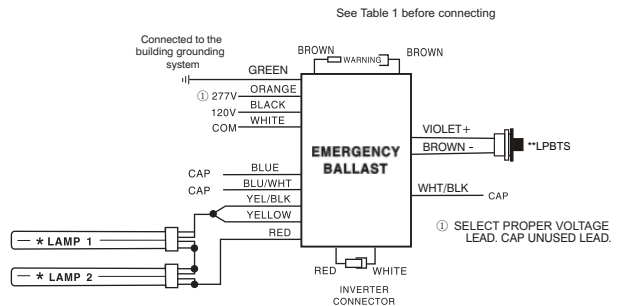 See Table 1 before connecting
Connected to the
building grounding
system
BROWN
WARNING
BROWN
GREEN
ORANGE
① 277V
BLACK
120V
WHITE
COM
VIOLET+
BROWN -
**LPBTS
EMERGENCY
BALLAST
BLUE
CAP
BLU/WHT
CAP
YEL/BLK
YELLOW
RED
WHT/BLK
CAP
① SELECT PROPER VOLTAGE
LEAD. CAP UNUSED LEAD.
* LAMP 1
* LAMP 2
RED
WHITE
INVERTER
CONNECTOR